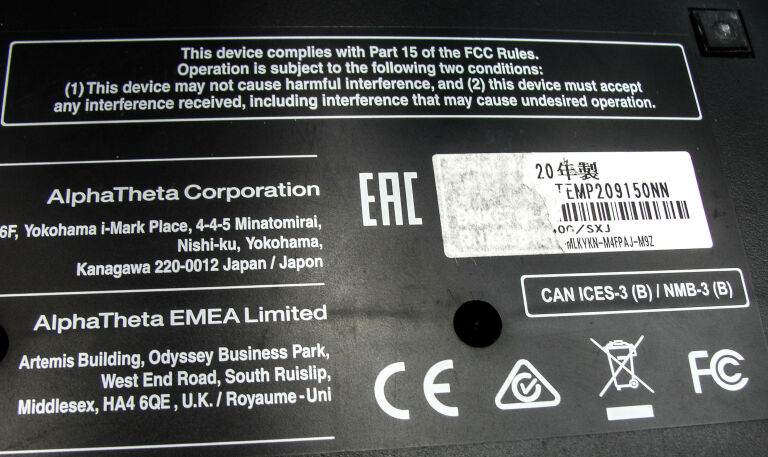 This device complies with Part 15 of the FCC Rules.
Operation is subject to the following two conditions:
(1) This device may not cause harmful interference, and (2) this device must accept
any interference received, including interference that may cause undesired operation.
AlphaTheta Corporation
6F, Yokohama i-Mark Place, 4-4-5 Minatomirai,
Nishi-ku, Yokohama,
Kanagawa 220-0012 Japan / Japon
EAC
20年製
TEMP209150NN
/SXJ
MLKYKN-M4FPAJ-M9Z
CAN ICES-3 (B) / NMB-3 (B)
AlphaTheta EMEA Limited
Artemis Building, Odyssey Business Park,
West End Road, South Ruislip,
Middlesex, HA4 6QE , U.K. / Royaume-Uni
CE
FC